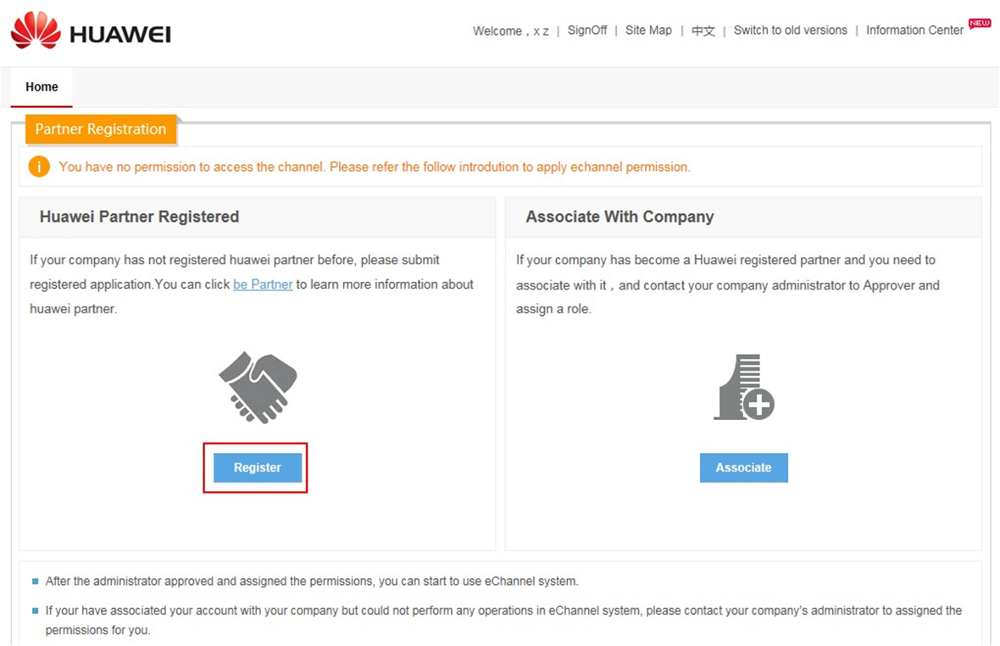 HUAWEI
Welcome , x z | SignOff | Site Map | 中文 | Switch to old versions | Information Center NEW
Home
Partner Registration
i You have no permission to access the channel. Please refer the follow introdution to apply echannel permission.
Huawei Partner Registered
If your company has not registered huawei partner before, please submit
registered application.You can click be Partner to learn more information about
huawei partner.
Register
Associate With Company
If your company has become a Huawei registered partner and you need to
associate with it , and contact your company administrator to Approver and
assign a role.
Associate
After the administrator approved and assigned the permissions, you can start to use eChannel system.
If your have associated your account with your company but could not perform any operations in eChannel system, please contact your company's administrator to assigned the
permissions for you.